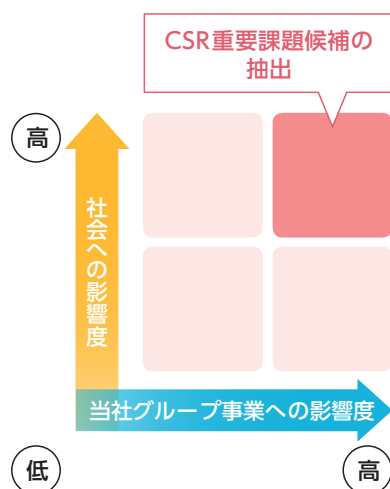 CSR重要課題候補の
抽出
高
社会への影響度
当社グループ事業への影響度
低
高